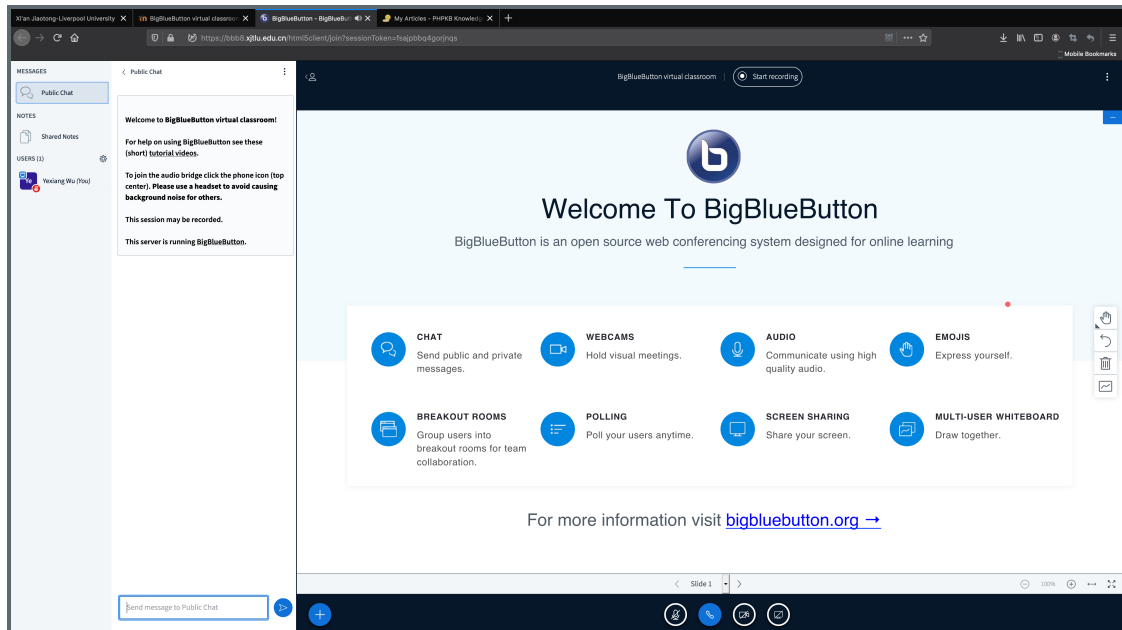 Xi'an Jiaotong-Liverpool University
BigBlueButton virtual classroor
BigBlueButton - BigBlueBut
My Articles - PHPKB Knowledg
https://bbb8.xjtlu.edu.cn/html5client/join?sessionToken=fsajpbbq4gorjnqs
Mobile Bookmarks
MESSAGES
Public Chat
NOTES
Shared Notes
USERS (1)
Ye
Yexiang Wu (You)
Public Chat
Welcome to BigBlueButton virtual classroom!
For help on using BigBlueButton see these
(short) tutorial videos.
To join the audio bridge click the phone icon (top
center). Please use a headset to avoid causing
background noise for others.
This session may be recorded.
This server is running BigBlueButton.
Send message to Public Chat
BigBlueButton virtual classroom
Start recording
b
Welcome To BigBlueButton
BigBlueButton is an open source web conferencing system designed for online learning
CHAT
Send public and private
messages.
WEBCAMS
Hold visual meetings.
AUDIO
Communicate using high
quality audio.
EMOJIS
Express yourself.
BREAKOUT ROOMS
Group users into
breakout rooms for team
collaboration.
POLLING
Poll your users anytime.
SCREEN SHARING
Share your screen.
MULTI-USER WHITEBOARD
Draw together.
For more information visit bigbluebutton.org →
Slide 1
100%